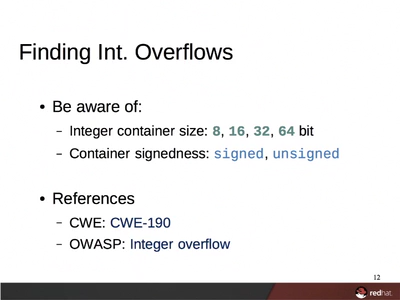 Finding Int. Overflows
• Be aware of:
– Integer container size: 8, 16, 32, 64 bit
– Container signedness: signed, unsigned
• References
– CWE: CWE-190
– OWASP: Integer overflow
12
redhat